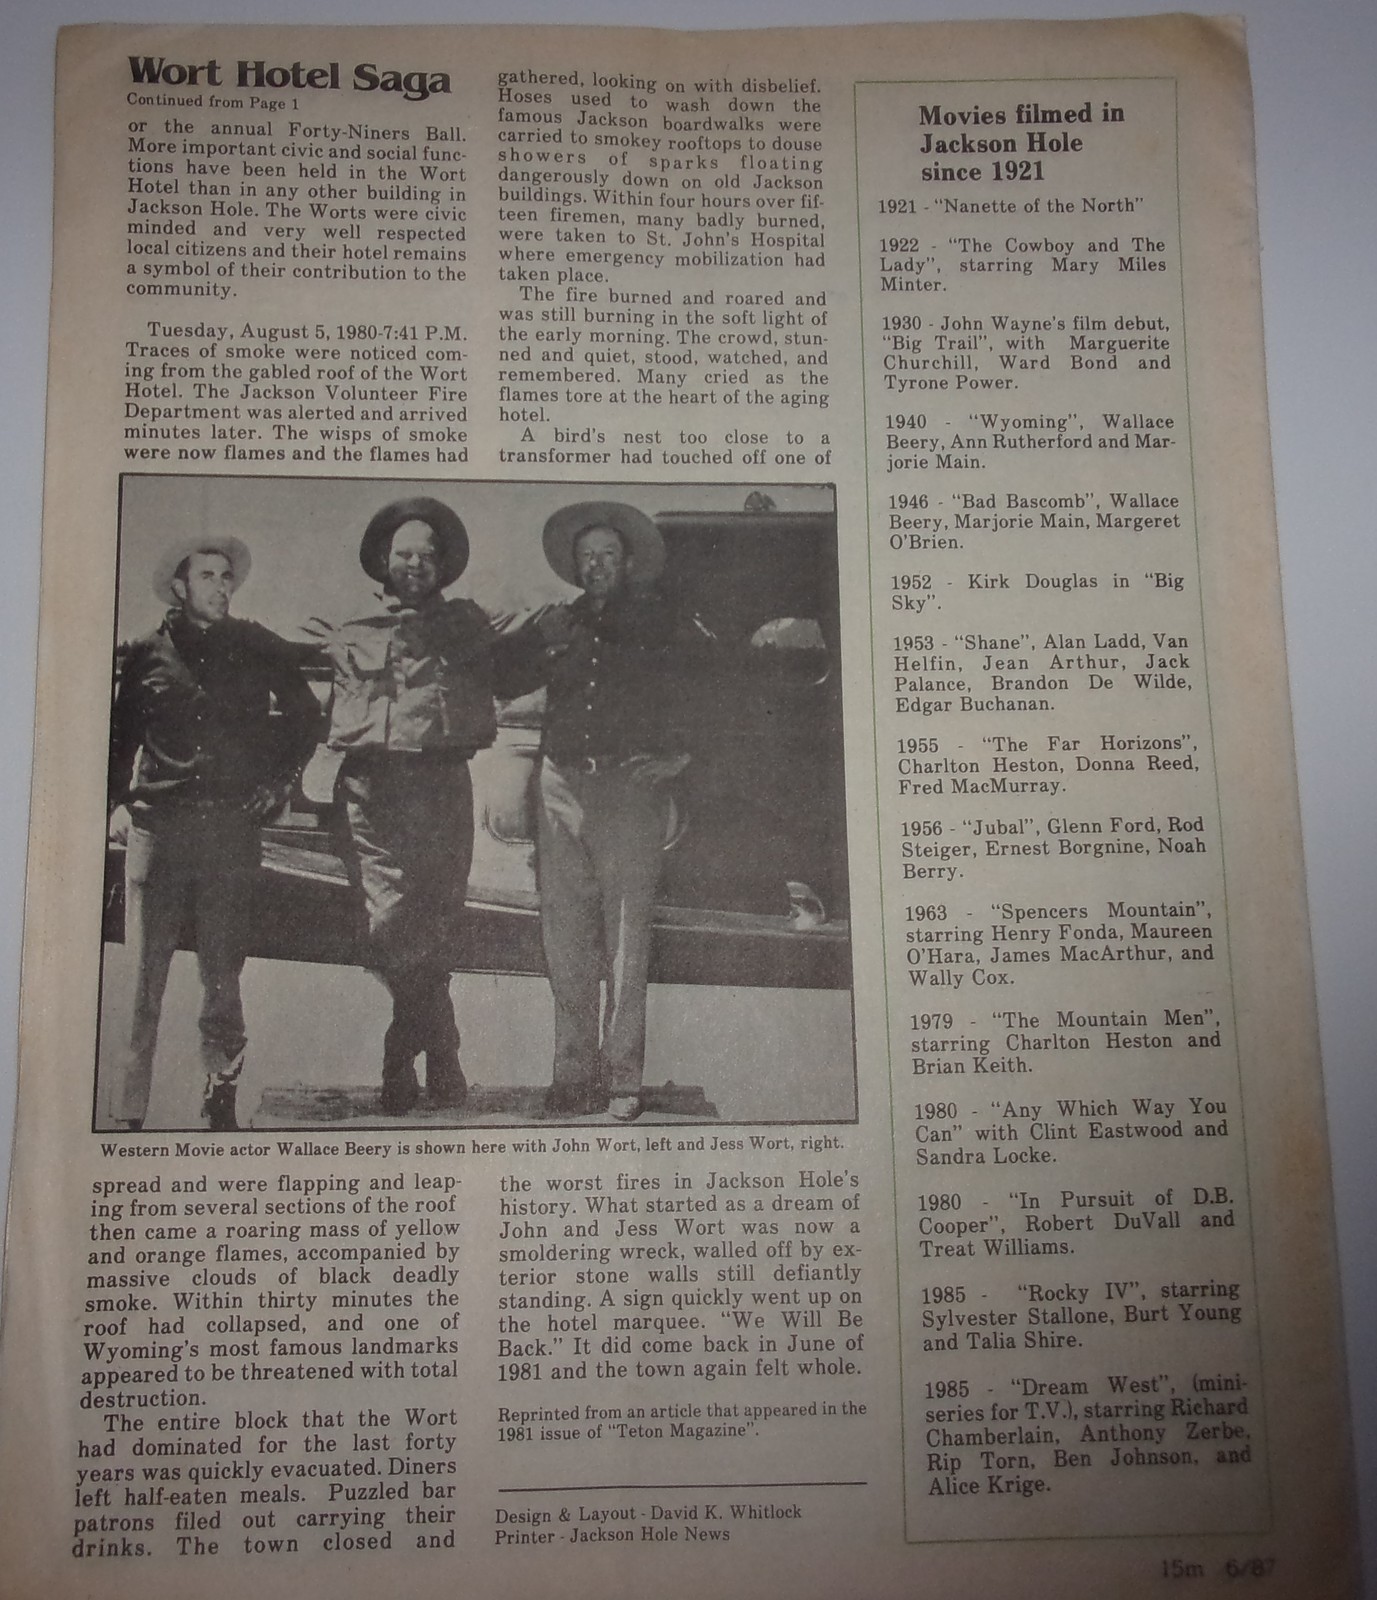 Wort Hotel Saga
Continued from Page 1
or the annual Forty-Niners Ball.
More important civic and social func-
tions have been held in the Wort
Hotel than in any other building in
Jackson Hole. The Worts were civic
minded and very well respected
local citizens and their hotel remains
a symbol of their contribution to the
community.
Tuesday, August 5, 1980-7:41 P.M.
Traces of smoke were noticed com-
ing from the gabled roof of the Wort
Hotel. The Jackson Volunteer Fire
Department was alerted and arrived
minutes later. The wisps of smoke
were now flames and the flames had
spread and were flapping and leap-
ing from several sections of the roof
then came a roaring mass of yellow
and orange flames, accompanied by
massive clouds of black deadly
smoke. Within thirty minutes the
roof had collapsed, and one of
Wyoming's most famous landmarks
appeared to be threatened with total
destruction.
The entire block that the Wort
had dominated for the last forty
years was quickly evacuated. Diners
left half-eaten meals. Puzzled bar
patrons filed out carrying their
drinks. The town closed and
gathered, looking on with disbelief.
Hoses used to wash down the
famous Jackson boardwalks were
carried to smokey rooftops to douse
showers of sparks floating
dangerously down on old Jackson
buildings. Within four hours over fif-
teen firemen, many badly burned,
were taken to St. John's Hospital
where emergency mobilization had
taken place.
The fire burned and roared and
was still burning in the soft light of
the early morning. The crowd, stun-
ned and quiet, stood, watched, and
remembered. Many cried as the
flames tore at the heart of the aging
hotel.
A bird's nest too close to a
transformer had touched off one of
the worst fires in Jackson Hole's
history. What started as a dream of
John and Jess Wort was now a
smoldering wreck, walled off by ex-
terior stone walls still defiantly
standing. A sign quickly went up on
the hotel marquee. "We Will Be
Back." It did come back in June of
1981 and the town again felt whole.
Reprinted from an article that appeared in the
1981 issue of "Teton Magazine".
Design & Layout - David K. Whitlock
Printer - Jackson Hole News
Western Movie actor Wallace Beery is shown here with John Wort, left and Jess Wort, right.
Movies filmed in
Jackson Hole
since 1921
1921 - "Nanette of the North"
1922 - "The Cowboy and The
Lady", starring Mary Miles
Minter.
1930 - John Wayne's film debut,
"Big Trail", with Marguerite
Churchill, Ward Bond and
Tyrone Power.
1940 - "Wyoming", Wallace
Beery, Ann Rutherford and Mar-
jorie Main.
1946 - "Bad Bascomb", Wallace
Beery, Marjorie Main, Margeret
O'Brien.
1952 - Kirk Douglas in "Big
Sky".
1953 - "Shane", Alan Ladd, Van
Helfin, Jean Arthur, Jack
Palance, Brandon De Wilde,
Edgar Buchanan.
1955 - "The Far Horizons",
Charlton Heston, Donna Reed,
Fred MacMurray.
1956 - "Jubal", Glenn Ford, Rod
Steiger, Ernest Borgnine, Noah
Berry.
1963 - "Spencers Mountain",
starring Henry Fonda, Maureen
O'Hara, James MacArthur, and
Wally Cox.
1979 - "The Mountain Men",
starring Charlton Heston and
Brian Keith.
1980 - "Any Which Way You
Can" with Clint Eastwood and
Sandra Locke.
1980 - "In Pursuit of D.B.
Cooper", Robert DuVall and
Treat Williams.
1985 - "Rocky IV", starring
Sylvester Stallone, Burt Young
and Talia Shire.
1985 - "Dream West", (mini-
series for T.V.), starring Richard
Chamberlain, Anthony Zerbe,
Rip Torn, Ben Johnson, and
Alice Krige.
15m 6/87